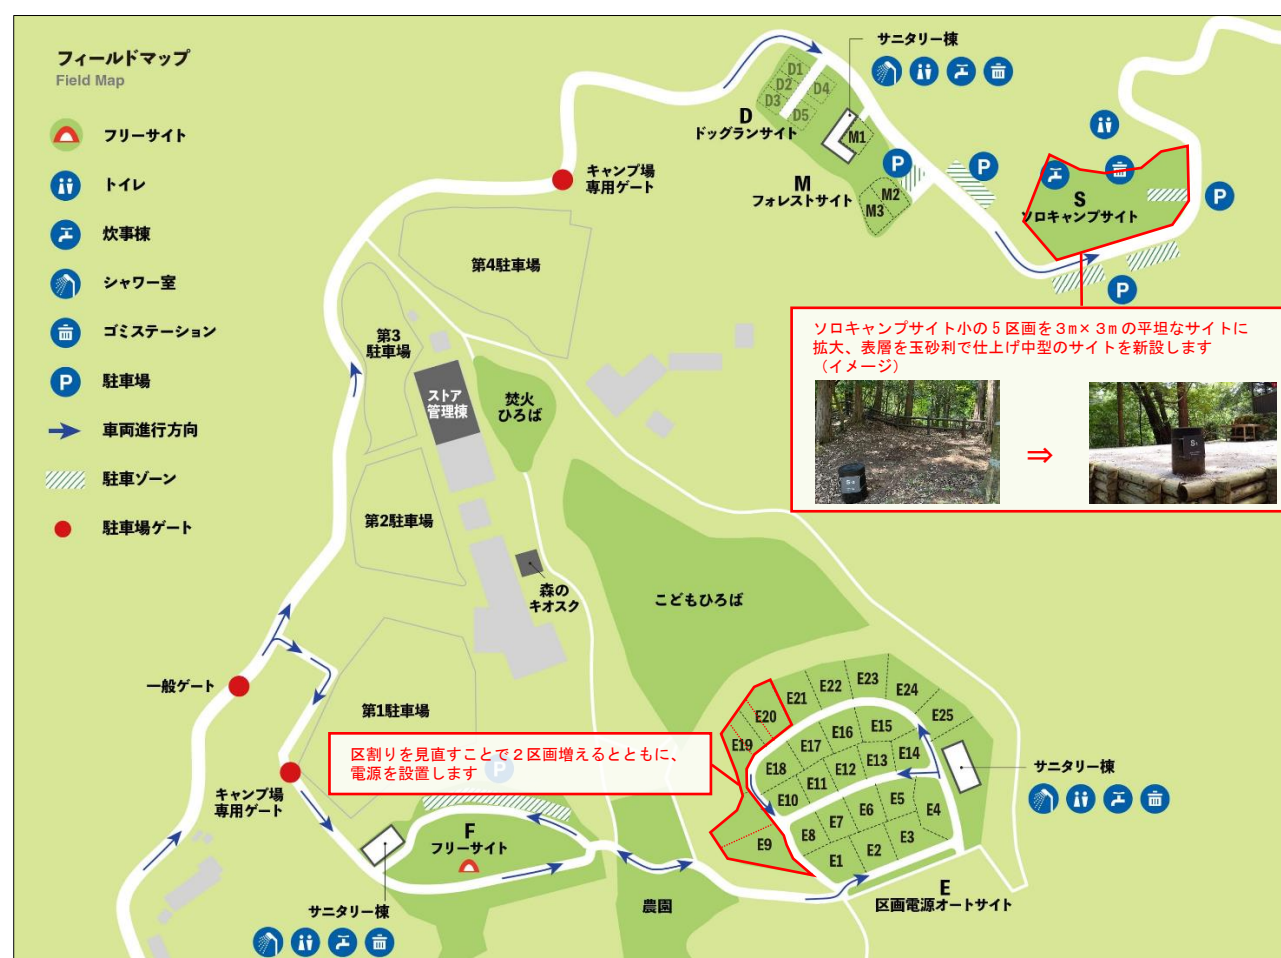 フィールドマップ
Field Map
フリーサイト
トイレ
炊事棟
シャワー室
ゴミステーション
P
駐車場
車両進行方向
駐車ゾーン
駐車場ゲート
サニタリー棟
D1
D2
D3
D4
D5
D
ドッグランサイト
M1
M
フォレストサイト
M2
M3
P
P
S
ソロキャンプサイト
P
P
キャンプ場
専用ゲート
第4駐車場
第3
駐車場
ストア
管理棟
焚火
ひろば
第2駐車場
森の
キオスク
こどもひろば
ソロキャンプサイト小の5区画を3m×3mの平坦なサイトに
拡大、表層を玉砂利で仕上げ中型のサイトを新設します
（イメージ）
⇒
一般ゲート
第1駐車場
区割りを見直すことで2区画増えるとともに、
電源を設置します
P
キャンプ場
専用ゲート
F
フリーサイト
サニタリー棟
農園
E19
E20
E21
E22
E23
E24
E25
E18
E17
E16
E15
E14
E13
E12
E11
E10
E9
E8
E7
E6
E5
E4
E3
E2
E1
E
区画電源オートサイト
サニタリー棟